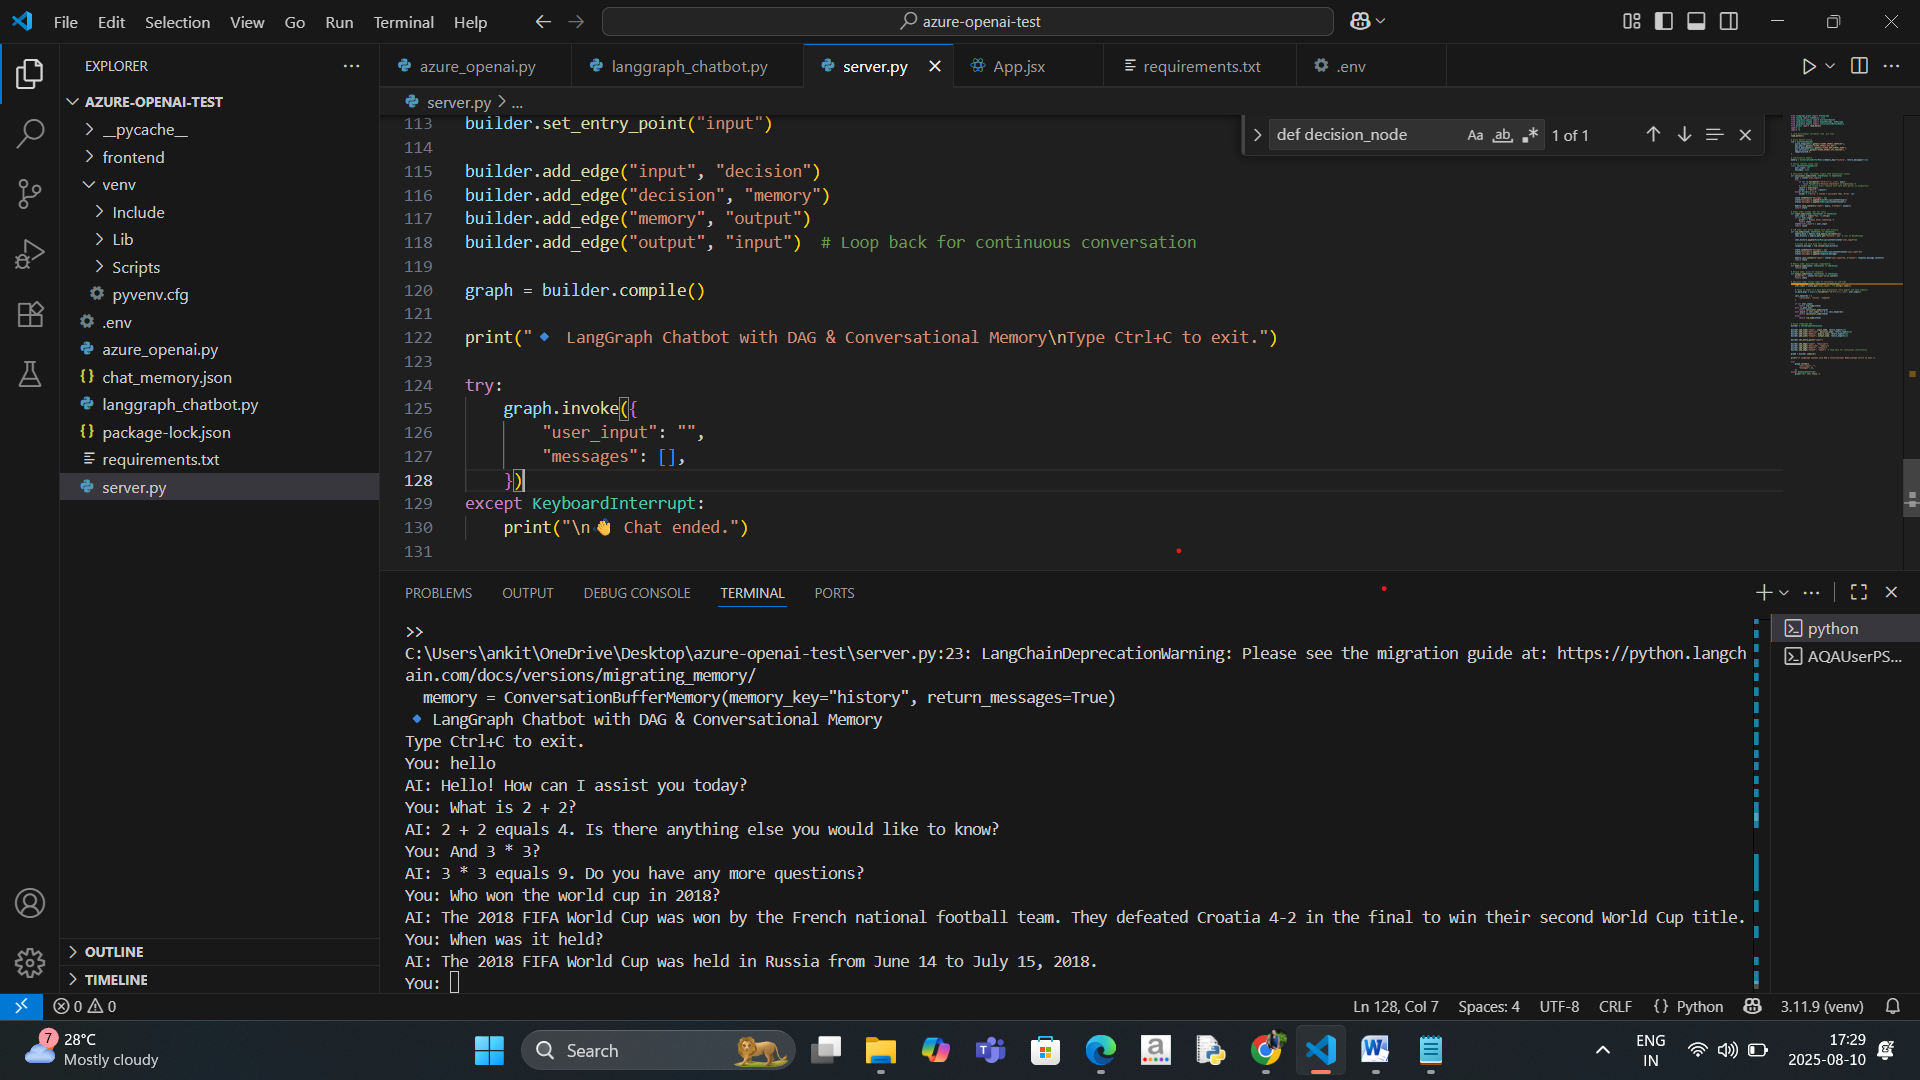 File Edit Selection View Go Run Terminal Help
azure-openai-test
EXPLORER
AZURE-OPENAI-TEST
__pycache__
frontend
venv
Include
Lib
Scripts
pyvenv.cfg
.env
azure_openai.py
chat_memory.json
langgraph_chatbot.py
package-lock.json
requirements.txt
server.py
OUTLINE
TIMELINE
azure_openai.py langgraph_chatbot.py server.py App.jsx requirements.txt .env
server.py > ...
def decision_node Aa ab 1 of 1
113 builder.set_entry_point("input")
114
115 builder.add_edge("input", "decision")
116 builder.add_edge("decision", "memory")
117 builder.add_edge("memory", "output")
118 builder.add_edge("output", "input") # Loop back for continuous conversation
119
120 graph = builder.compile()
121
122 print("🔹 LangGraph Chatbot with DAG & Conversational Memory\nType Ctrl+C to exit.")
123
124 try:
125 graph.invoke({
126 "user_input": "",
127 "messages": [],
128 })
129 except KeyboardInterrupt:
130 print("\n👋 Chat ended.")
131
PROBLEMS OUTPUT DEBUG CONSOLE TERMINAL PORTS
>>
C:\Users\ankit\OneDrive\Desktop\azure-openai-test\server.py:23: LangChainDeprecationWarning: Please see the migration guide at: https://python.langch
ain.com/docs/versions/migrating_memory/
memory = ConversationBufferMemory(memory_key="history", return_messages=True)
🔹 LangGraph Chatbot with DAG & Conversational Memory
Type Ctrl+C to exit.
You: hello
AI: Hello! How can I assist you today?
You: What is 2 + 2?
AI: 2 + 2 equals 4. Is there anything else you would like to know?
You: And 3 * 3?
AI: 3 * 3 equals 9. Do you have any more questions?
You: Who won the world cup in 2018?
AI: The 2018 FIFA World Cup was won by the French national football team. They defeated Croatia 4-2 in the final to win their second World Cup title.
You: When was it held?
AI: The 2018 FIFA World Cup was held in Russia from June 14 to July 15, 2018.
You:
python
AQAUserPS...
0 0
Ln 128, Col 7 Spaces: 4 UTF-8 CRLF {} Python 3.11.9 (venv)
7
28°C
Mostly cloudy
Search
ENG
IN
17:29
2025-08-10